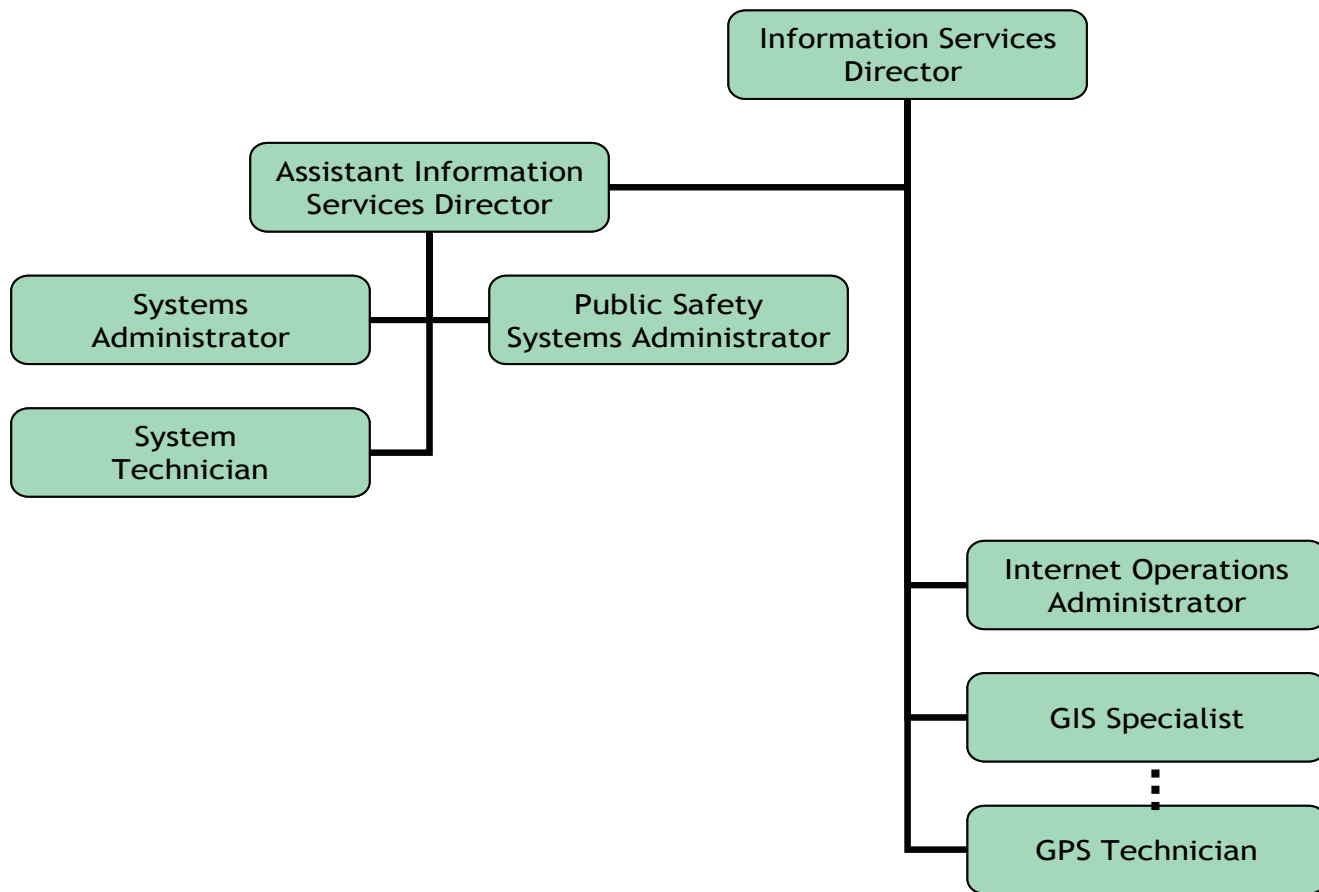 Information Services
Director
Assistant Information
Services Director
Systems
Administrator
Public Safety
Systems Administrator
System
Technician
Internet Operations
Administrator
GIS Specialist
GPS Technician